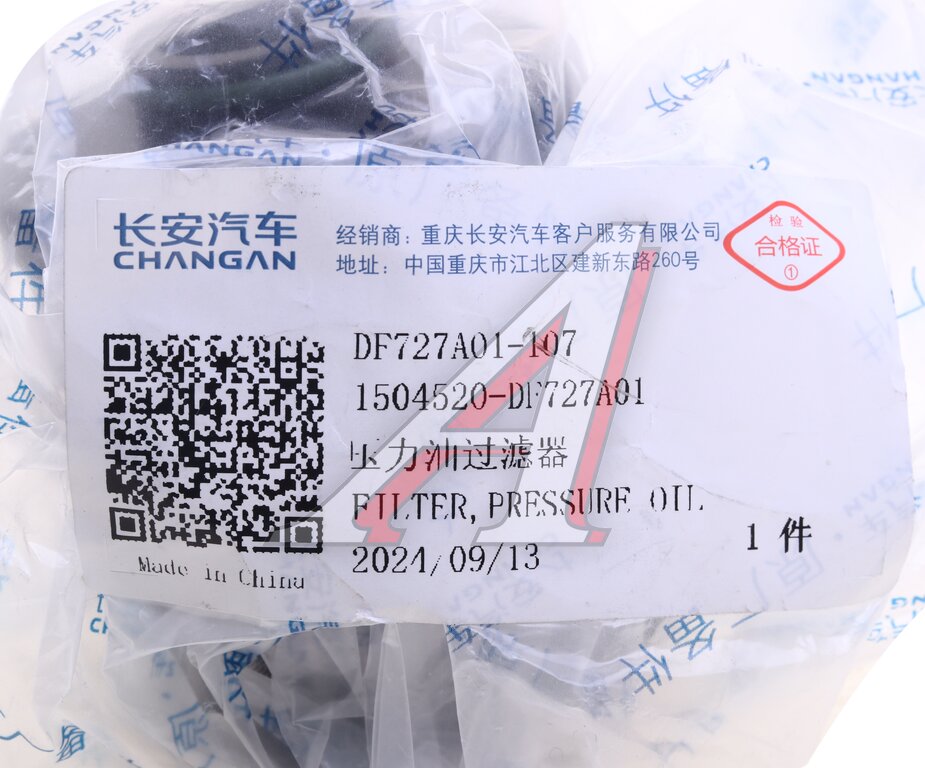 CHANGAN
长安汽车
CHANGAN
经销商：重庆长安汽车客户服务有限公司
地址：中国重庆市江北区建新东路260号
检验
合格证
①
DF727A01-107
1504520-DF727A01
压力油过滤器
FILTER,PRESSURE OIL
2024/09/13
1 件
Made in China
备件